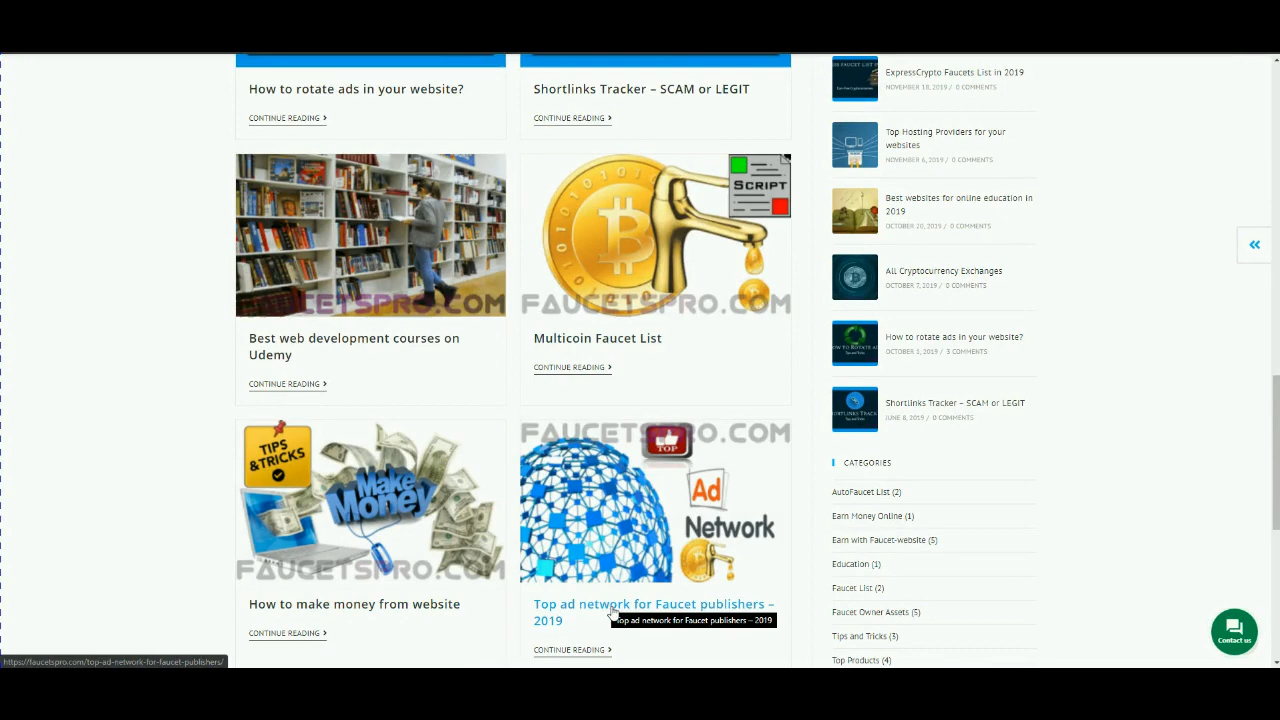 How to rotate ads in your website?
CONTINUE READING
Shortlinks Tracker – SCAM or LEGIT
CONTINUE READING
FAUCETSPRO.COM
Best web development courses on
Udemy
CONTINUE READING
SCRIPT
FAUCETSPRO.COM
Multicoin Faucet List
CONTINUE READING
TIPS
&TRICKS
Make
Money
FAUCETSPRO.COM
How to make money from website
CONTINUE READING
FAUCETSPRO.COM
TOP
Ad
Network
Top ad network for Faucet publishers –
2019
Top ad network for Faucet publishers – 2019
CONTINUE READING
ExpressCrypto Faucets List in 2019
NOVEMBER 18, 2019 / 0 COMMENTS
Top Hosting Providers for your
websites
NOVEMBER 6, 2019 / 0 COMMENTS
Best websites for online education in
2019
OCTOBER 20, 2019 / 0 COMMENTS
All Cryptocurrency Exchanges
OCTOBER 7, 2019 / 0 COMMENTS
How to rotate ads in your website?
OCTOBER 1, 2019 / 3 COMMENTS
Shortlinks Tracker – SCAM or LEGIT
JUNE 8, 2019 / 0 COMMENTS
CATEGORIES
AutoFaucet List (2)
Earn Money Online (1)
Earn with Faucet-website (5)
Education (1)
Faucet List (2)
Faucet Owner Assets (5)
Tips and Tricks (3)
Top Products (4)
Contact us
https://faucetspro.com/top-ad-network-for-faucet-publishers/